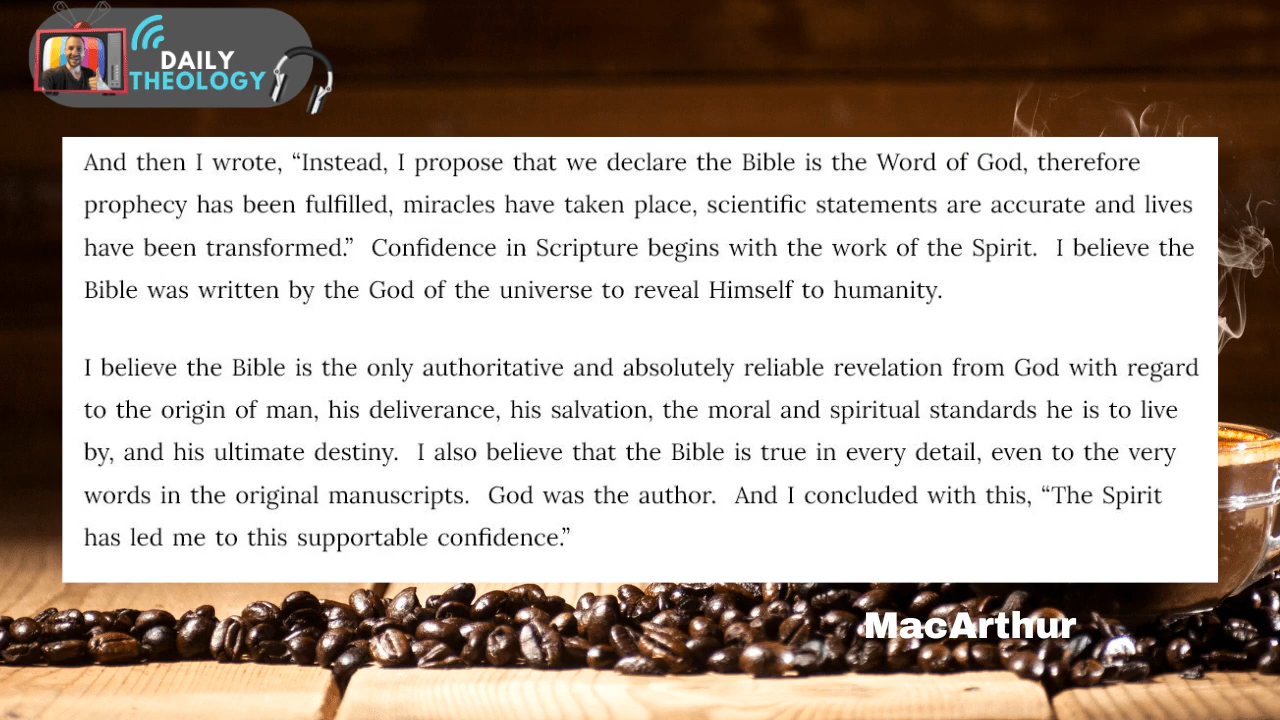 DAILY
THEOLOGY
And then I wrote, “Instead, I propose that we declare the Bible is the Word of God, therefore
prophecy has been fulfilled, miracles have taken place, scientific statements are accurate and lives
have been transformed.”  Confidence in Scripture begins with the work of the Spirit.  I believe the
Bible was written by the God of the universe to reveal Himself to humanity.
I believe the Bible is the only authoritative and absolutely reliable revelation from God with regard
to the origin of man, his deliverance, his salvation, the moral and spiritual standards he is to live
by, and his ultimate destiny.  I also believe that the Bible is true in every detail, even to the very
words in the original manuscripts.  God was the author.  And I concluded with this, “The Spirit
has led me to this supportable confidence.”
MacArthur